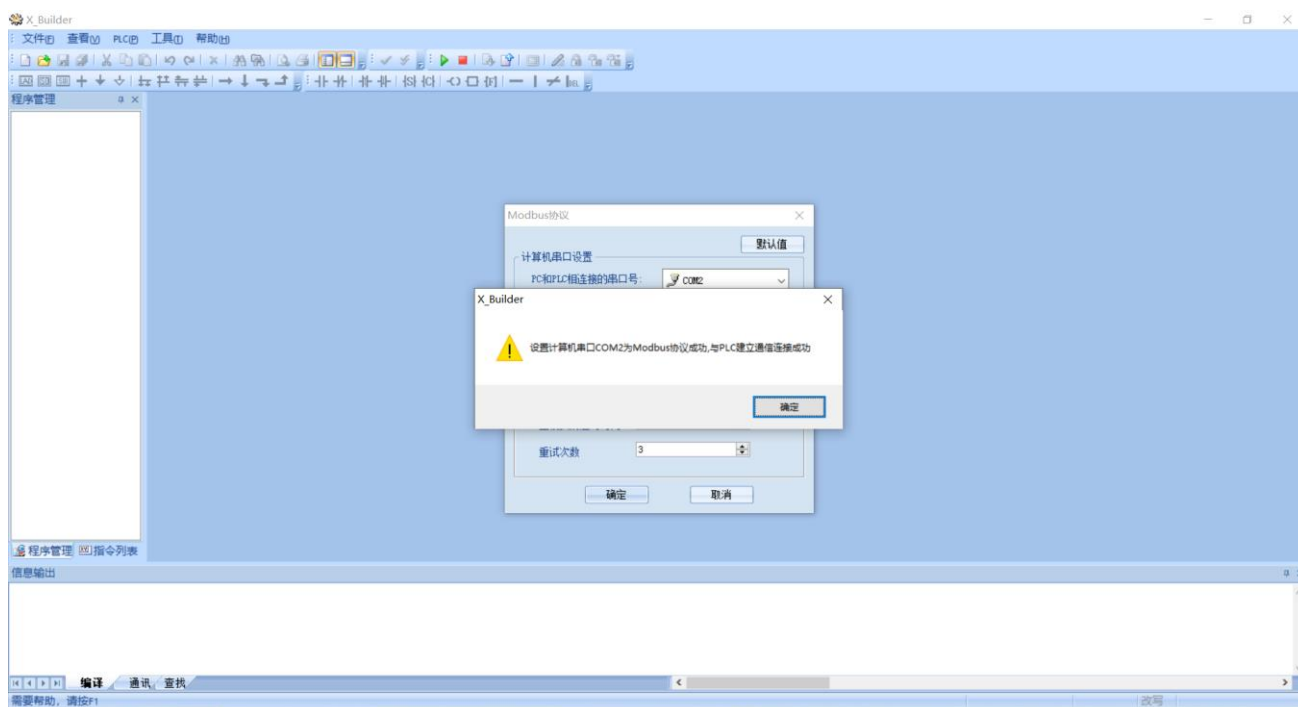 X_Builder
文件(F) 查看(V) PLC(P) 工具(T) 帮助(H)
程序管理
Modbus协议
默认值
计算机串口设置
PC和PLC相连接的串口号: COM2
X_Builder
设置计算机串口COM2为Modbus协议成功,与PLC建立通信连接成功
确定
重试次数 3
确定 取消
程序管理 指令列表
信息输出
编译 通讯 查找
需要帮助, 请按F1 改写